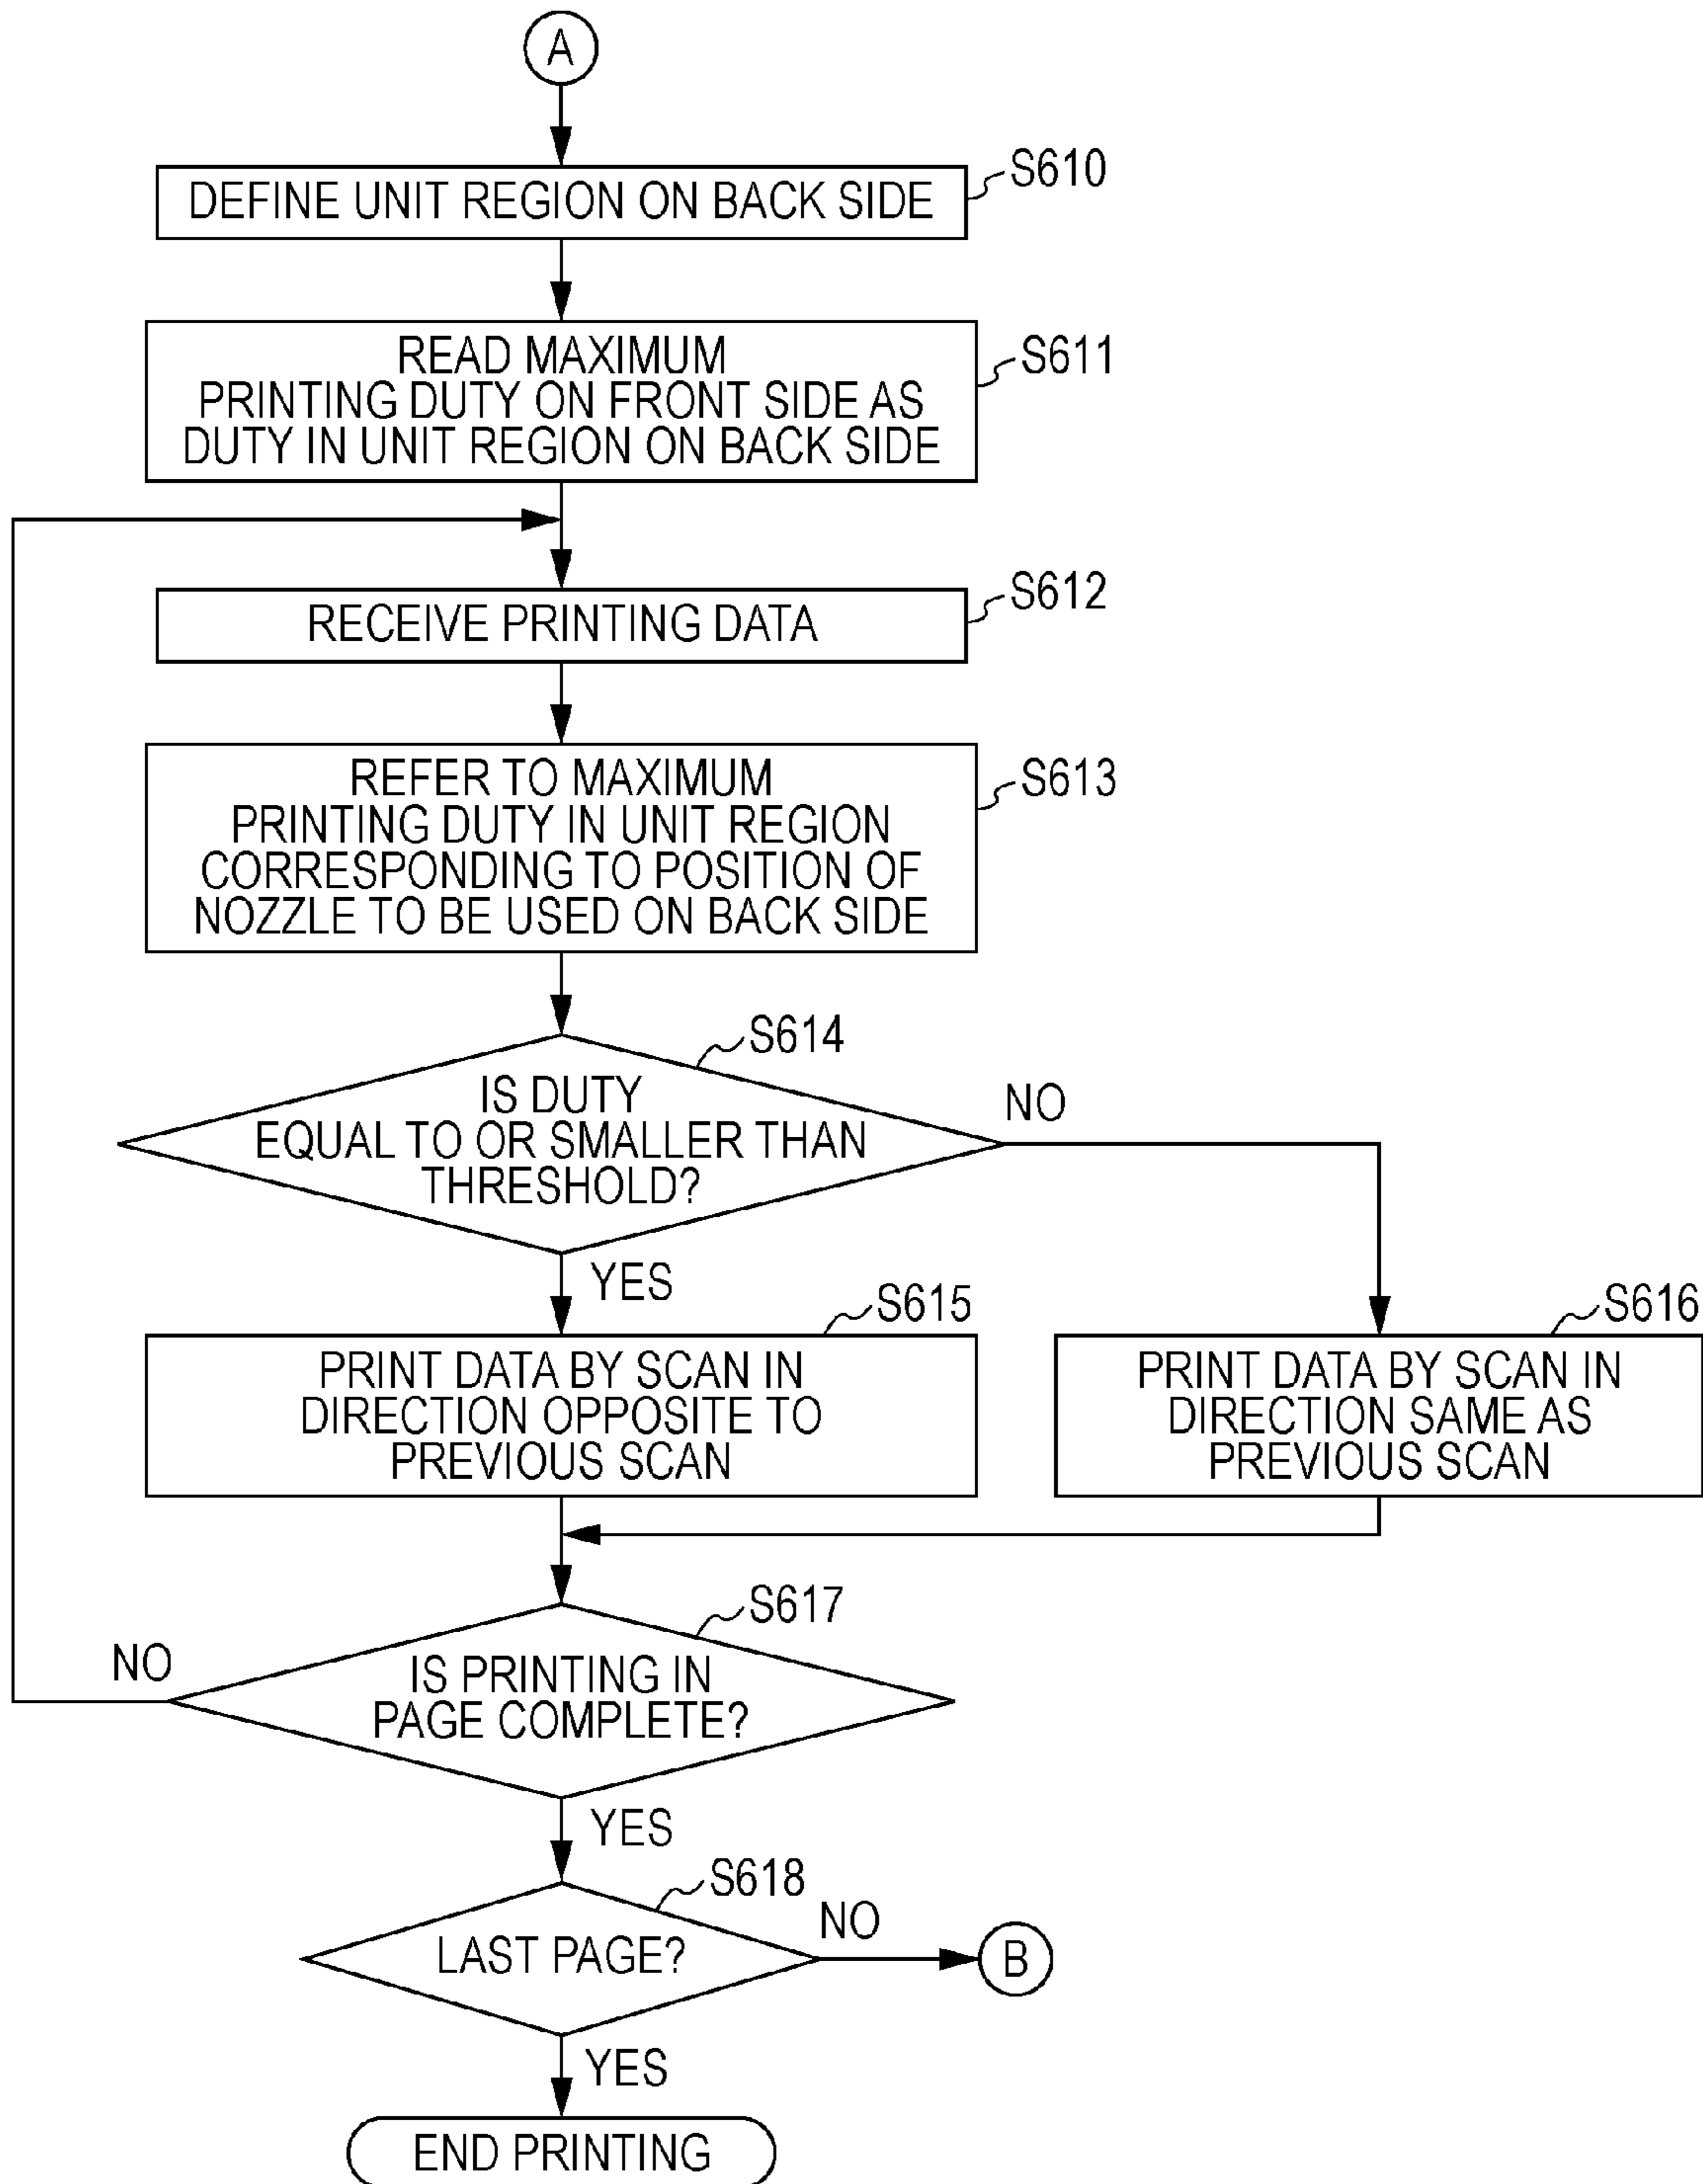 A
S610
DEFINE UNIT REGION ON BACK SIDE
S611
READ MAXIMUM
PRINTING DUTY ON FRONT SIDE AS
DUTY IN UNIT REGION ON BACK SIDE
S612
RECEIVE PRINTING DATA
S613
REFER TO MAXIMUM
PRINTING DUTY IN UNIT REGION
CORRESPONDING TO POSITION OF
NOZZLE TO BE USED ON BACK SIDE
S614
IS DUTY
EQUAL TO OR SMALLER THAN
THRESHOLD?
NO
YES
S615
PRINT DATA BY SCAN IN
DIRECTION OPPOSITE TO
PREVIOUS SCAN
S616
PRINT DATA BY SCAN IN
DIRECTION SAME AS
PREVIOUS SCAN
S617
IS PRINTING IN
PAGE COMPLETE?
NO
YES
S618
LAST PAGE?
NO
B
YES
END PRINTING